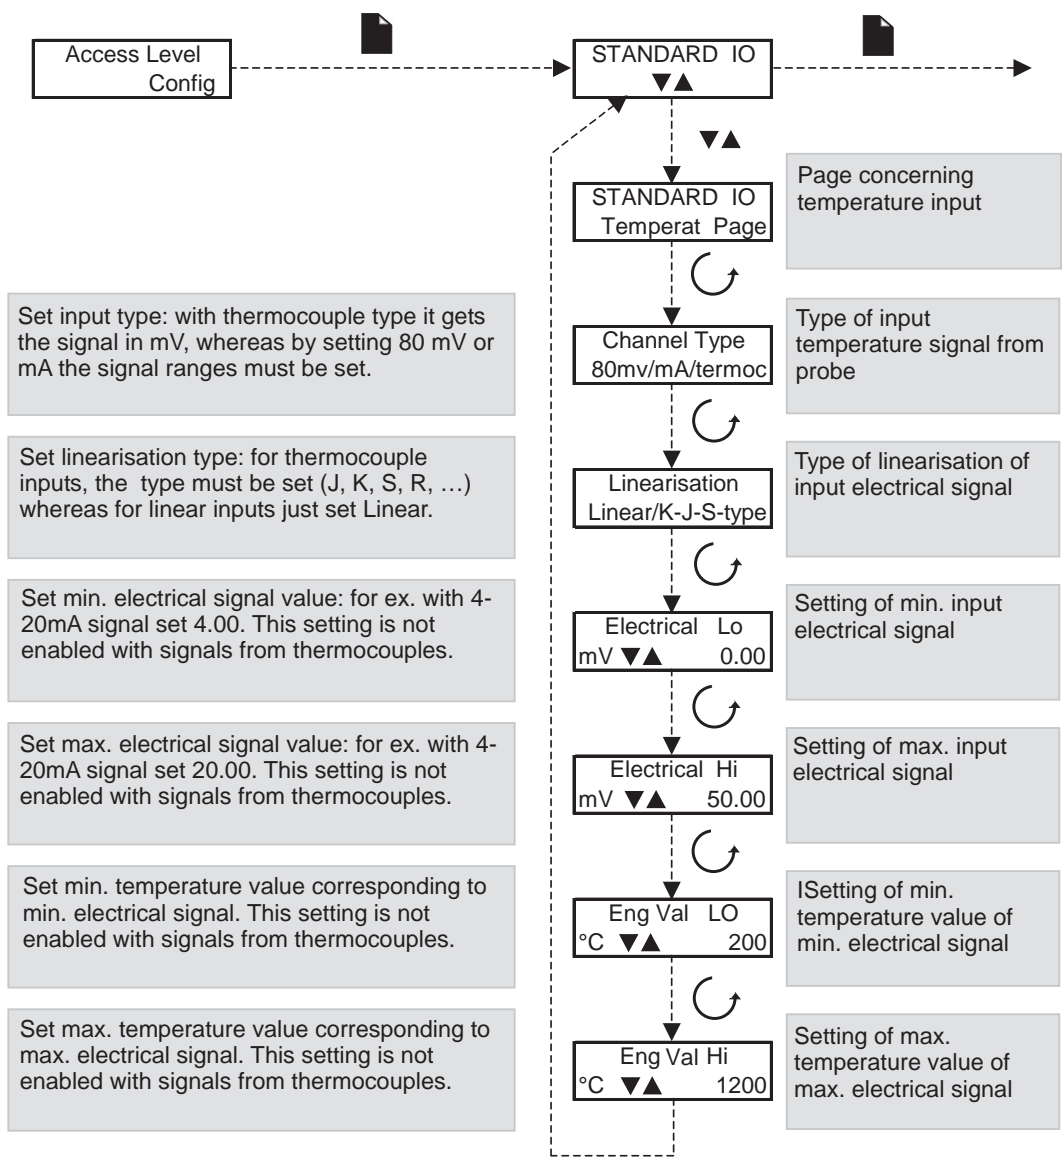 Access Level
Config
STANDARD IO
▼▲
▼▲
STANDARD IO
Temperat Page
Page concerning
temperature input
Set input type: with thermocouple type it gets
the signal in mV, whereas by setting 80 mV or
mA the signal ranges must be set.
Channel Type
80mv/mA/termoc
Type of input
temperature signal from
probe
Set linearisation type: for thermocouple
inputs, the type must be set (J, K, S, R, …)
whereas for linear inputs just set Linear.
Linearisation
Linear/K-J-S-type
Type of linearisation of
input electrical signal
Set min. electrical signal value: for ex. with 4-
20mA signal set 4.00. This setting is not
enabled with signals from thermocouples.
Electrical Lo
mV ▼▲ 0.00
Setting of min. input
electrical signal
Set max. electrical signal value: for ex. with 4-
20mA signal set 20.00. This setting is not
enabled with signals from thermocouples.
Electrical Hi
mV ▼▲ 50.00
Setting of max. input
electrical signal
Set min. temperature value corresponding to
min. electrical signal. This setting is not
enabled with signals from thermocouples.
Eng Val LO
°C ▼▲ 200
ISetting of min.
temperature value of
min. electrical signal
Set max. temperature value corresponding to
max. electrical signal. This setting is not
enabled with signals from thermocouples.
Eng Val Hi
°C ▼▲ 1200
Setting of max.
temperature value of
max. electrical signal